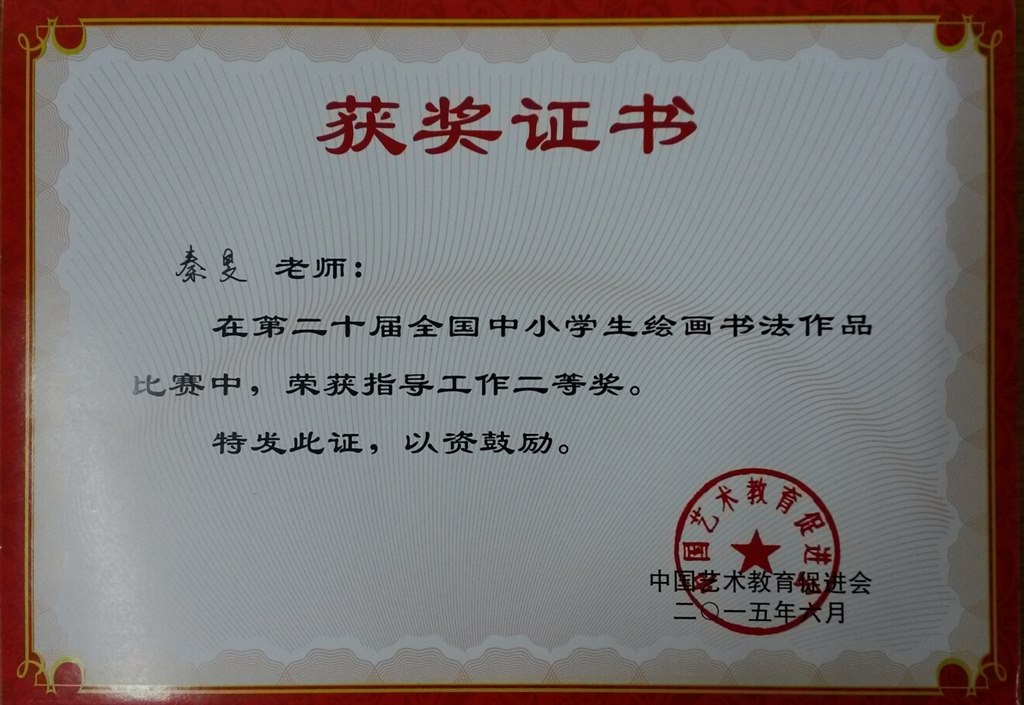 获奖证书
秦旻 老师：
在第二十届全国中小学生绘画书法作品
比赛中，荣获指导工作二等奖。
特发此证，以资鼓励。
中国艺术教育促进会
中国艺术教育促进会
二〇一五年六月